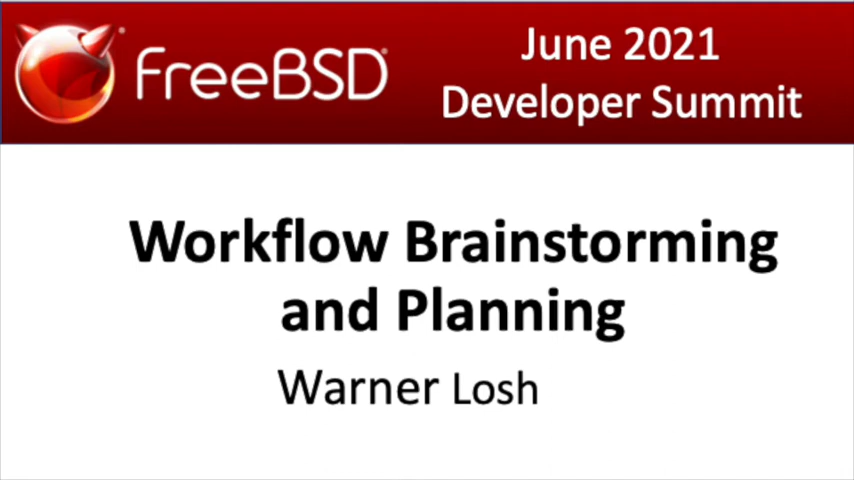 FreeBSD
June 2021
Developer Summit
Workflow Brainstorming
and Planning
Warner Losh